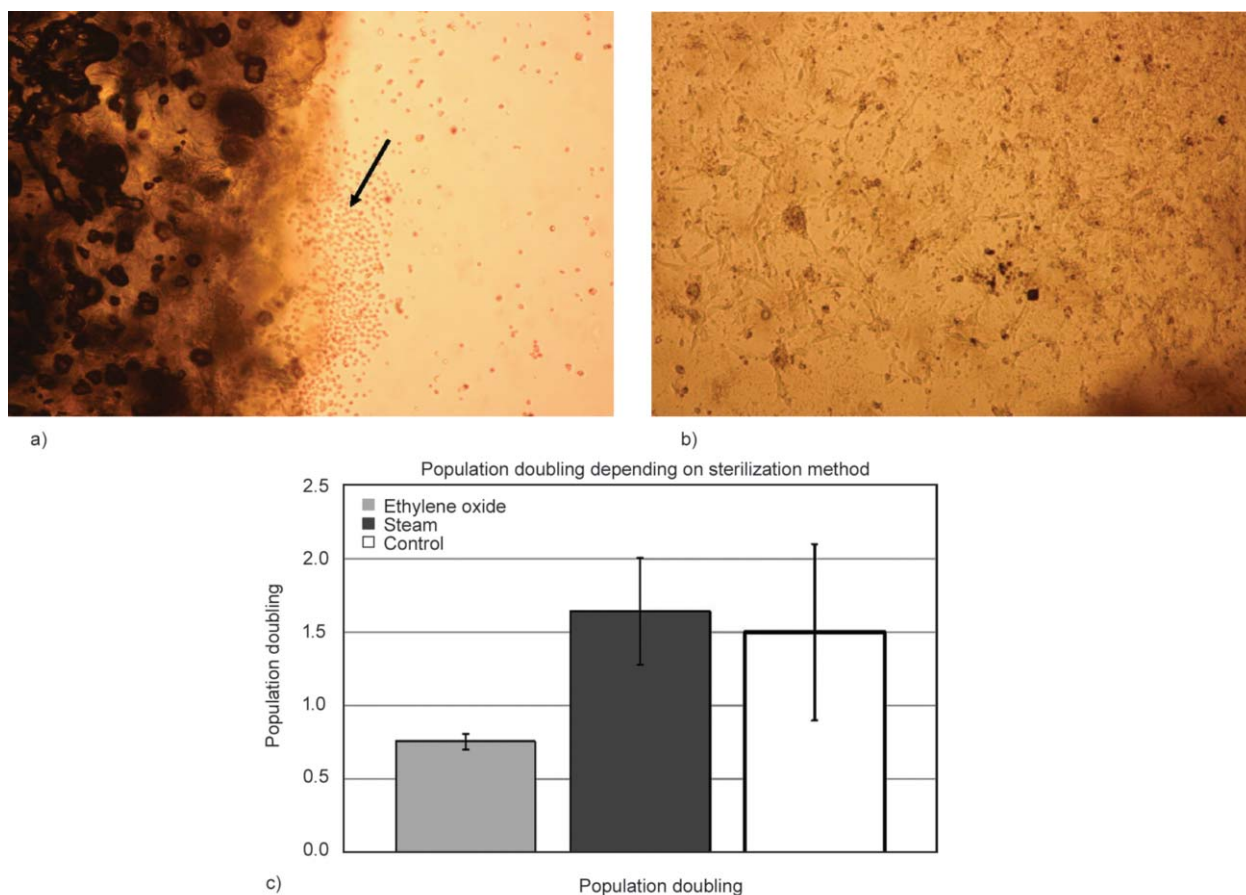 a)
b)
Population doubling depending on sterilization method
2.5
2.0
1.5
1.0
0.5
0.0
Population doubling
Ethylene oxide
Steam
Control
c)
Population doubling